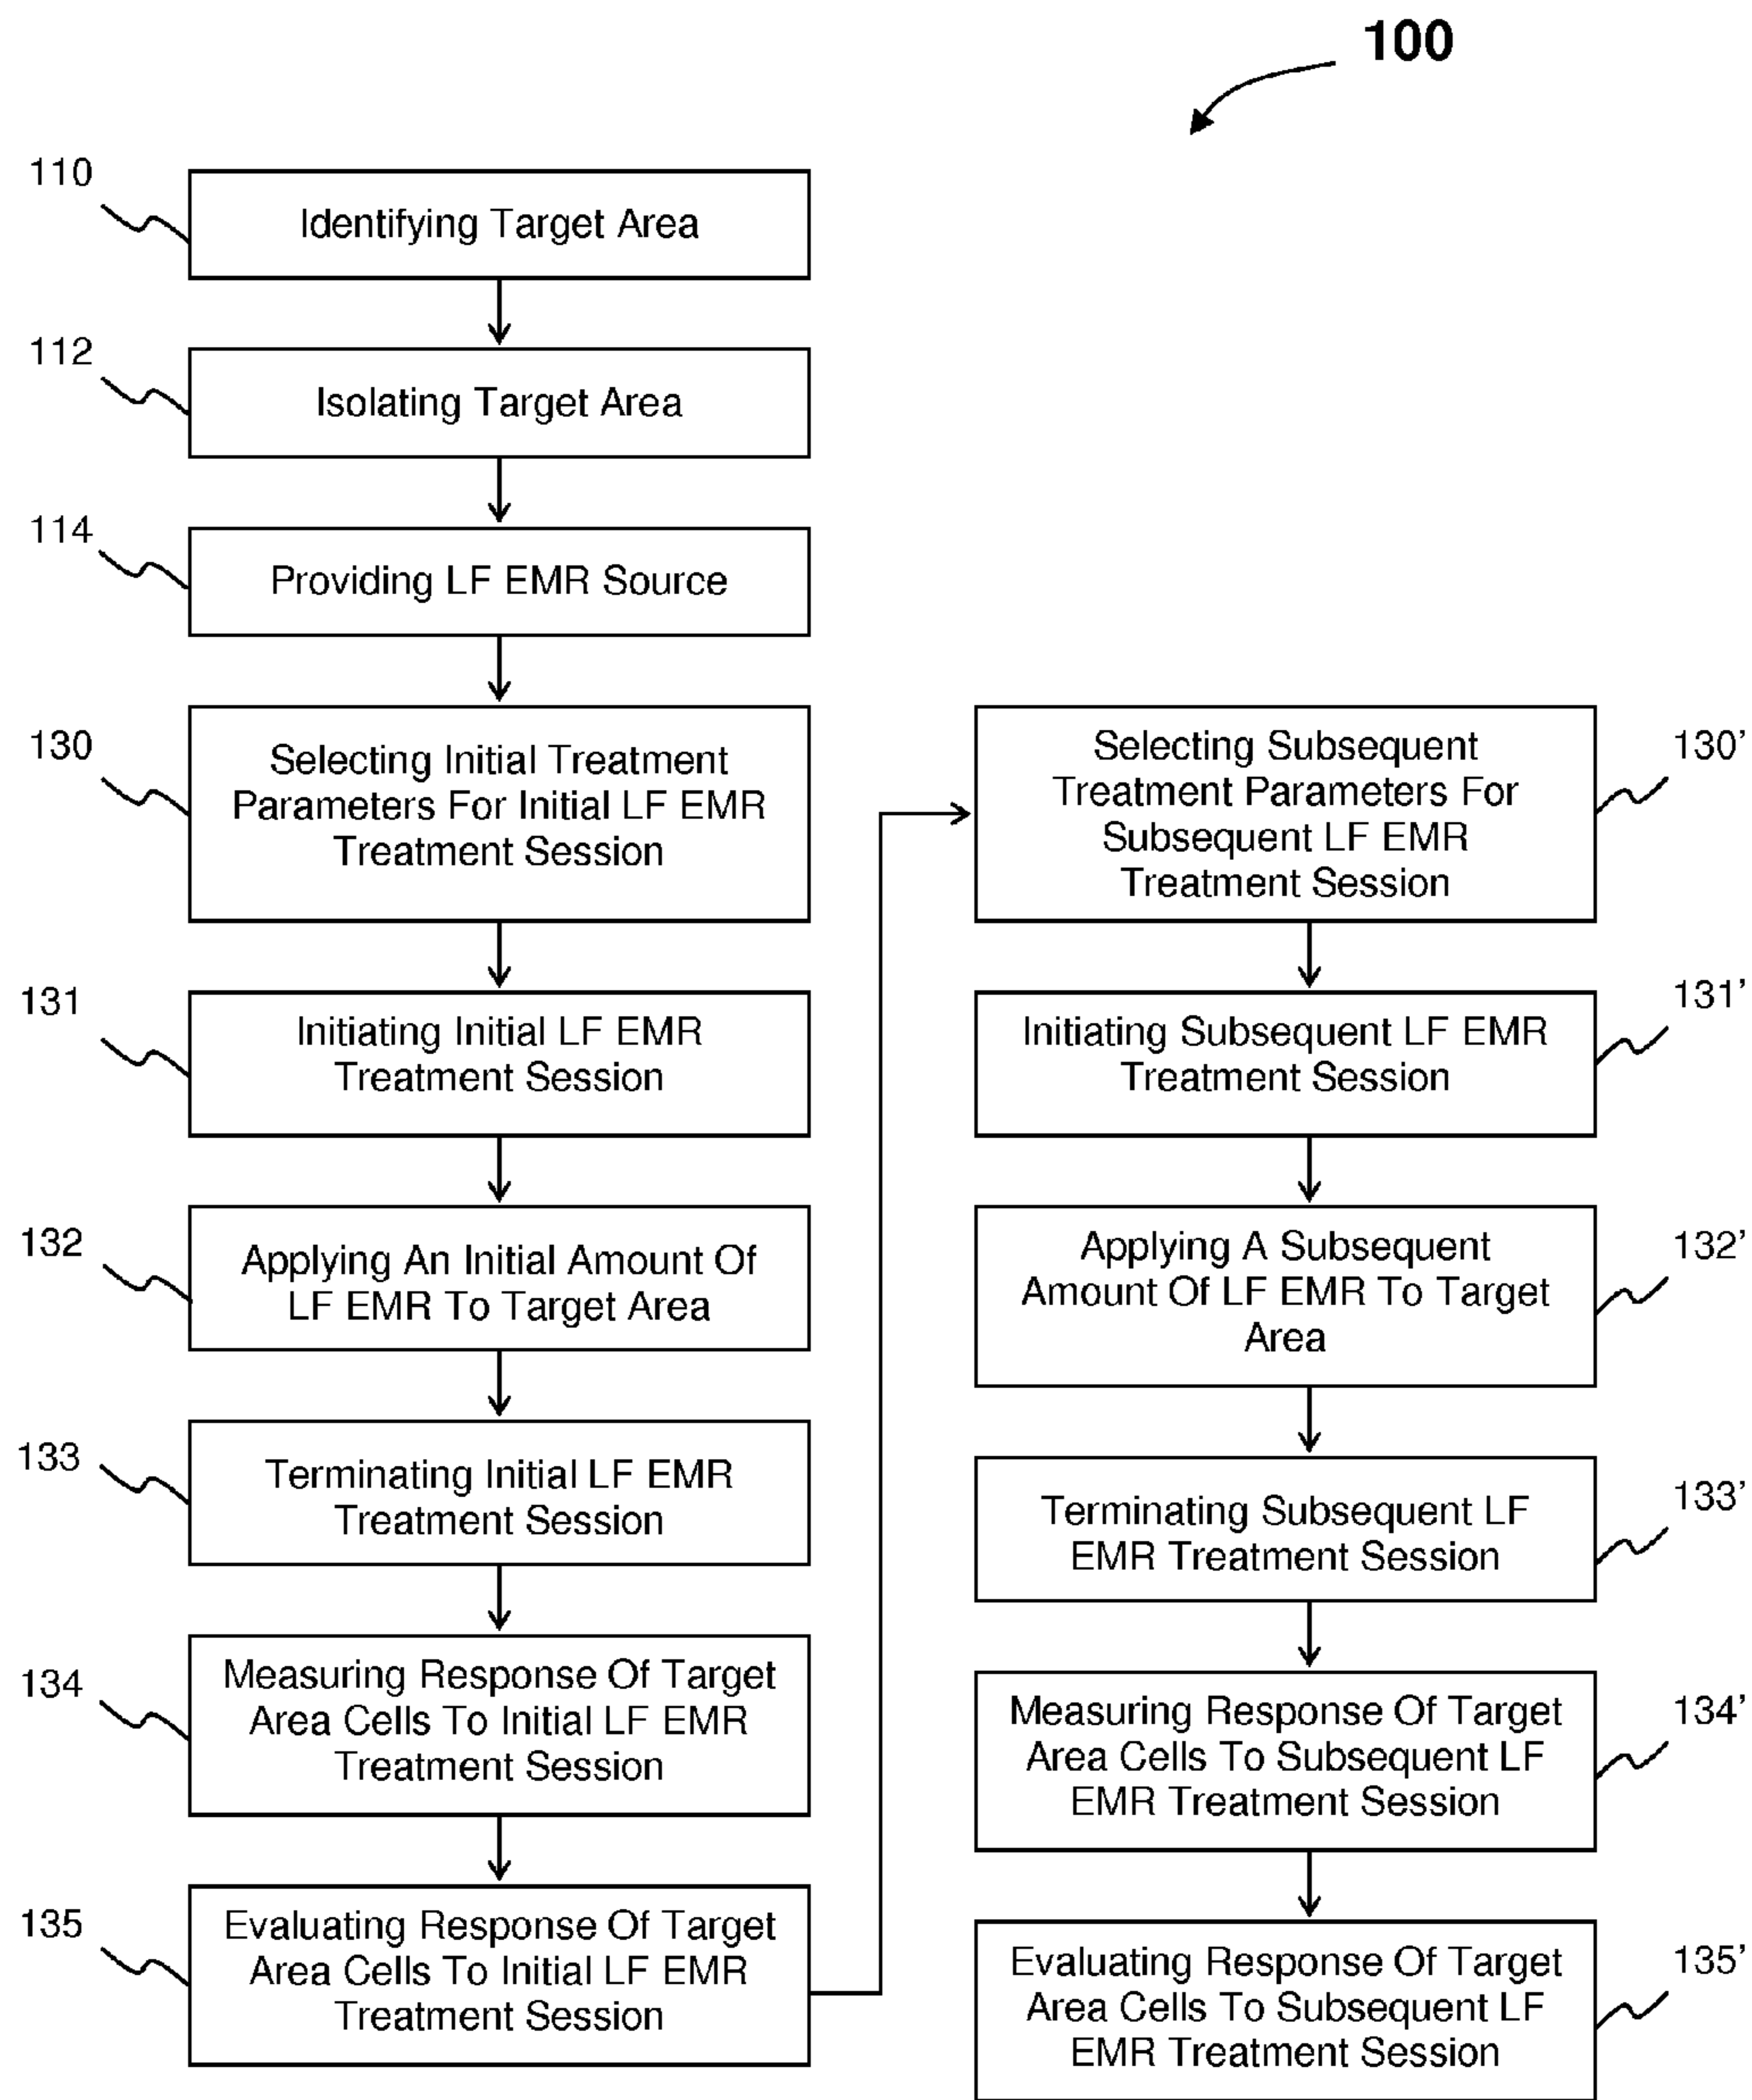 100
110
Identifying Target Area
112
Isolating Target Area
114
Providing LF EMR Source
130
Selecting Initial Treatment
Parameters For Initial LF EMR
Treatment Session
131
Initiating Initial LF EMR
Treatment Session
132
Applying An Initial Amount Of
LF EMR To Target Area
133
Terminating Initial LF EMR
Treatment Session
134
Measuring Response Of Target
Area Cells To Initial LF EMR
Treatment Session
135
Evaluating Response Of Target
Area Cells To Initial LF EMR
Treatment Session
130’
Selecting Subsequent
Treatment Parameters For
Subsequent LF EMR
Treatment Session
131’
Initiating Subsequent LF EMR
Treatment Session
132’
Applying A Subsequent
Amount Of LF EMR To Target
Area
133’
Terminating Subsequent LF
EMR Treatment Session
134’
Measuring Response Of Target
Area Cells To Subsequent LF
EMR Treatment Session
135’
Evaluating Response Of Target
Area Cells To Subsequent LF
EMR Treatment Session